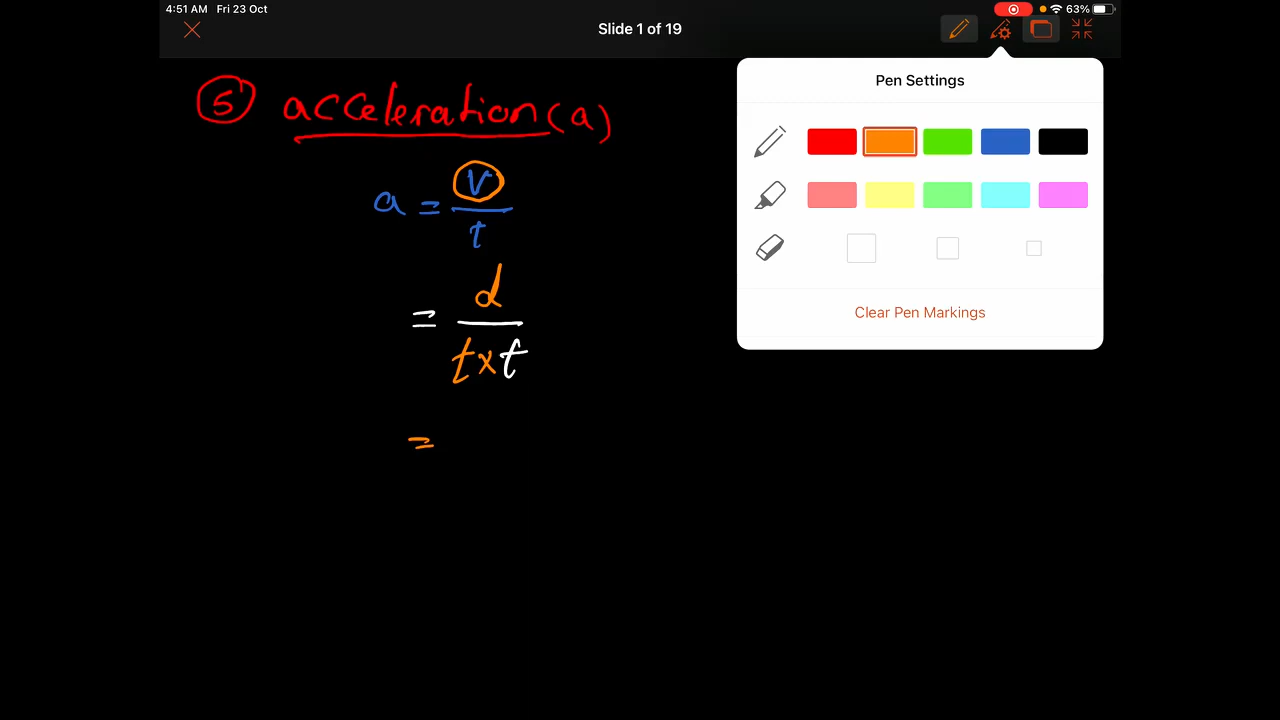 4:51 AM Fri 23 Oct
63%
Slide 1 of 19
Pen Settings
Clear Pen Markings
5 acceleration (a)
a = v
t
= d
t x t
=